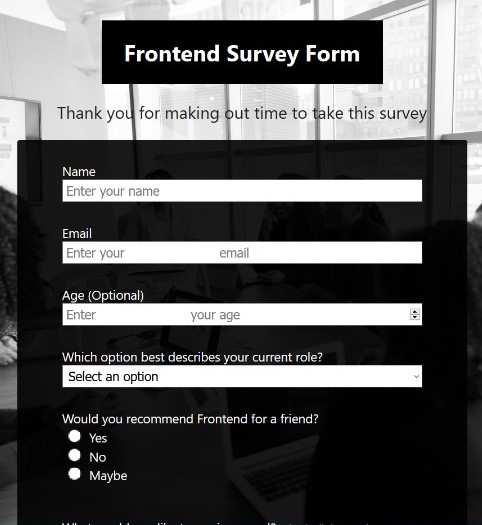 Frontend Survey Form
Thank you for making out time to take this survey
Name
Enter your name
Email
Enter your email
Age (Optional)
Enter your age
Which option best describes your current role?
Select an option
Would you recommend Frontend for a friend?
Yes
No
Maybe